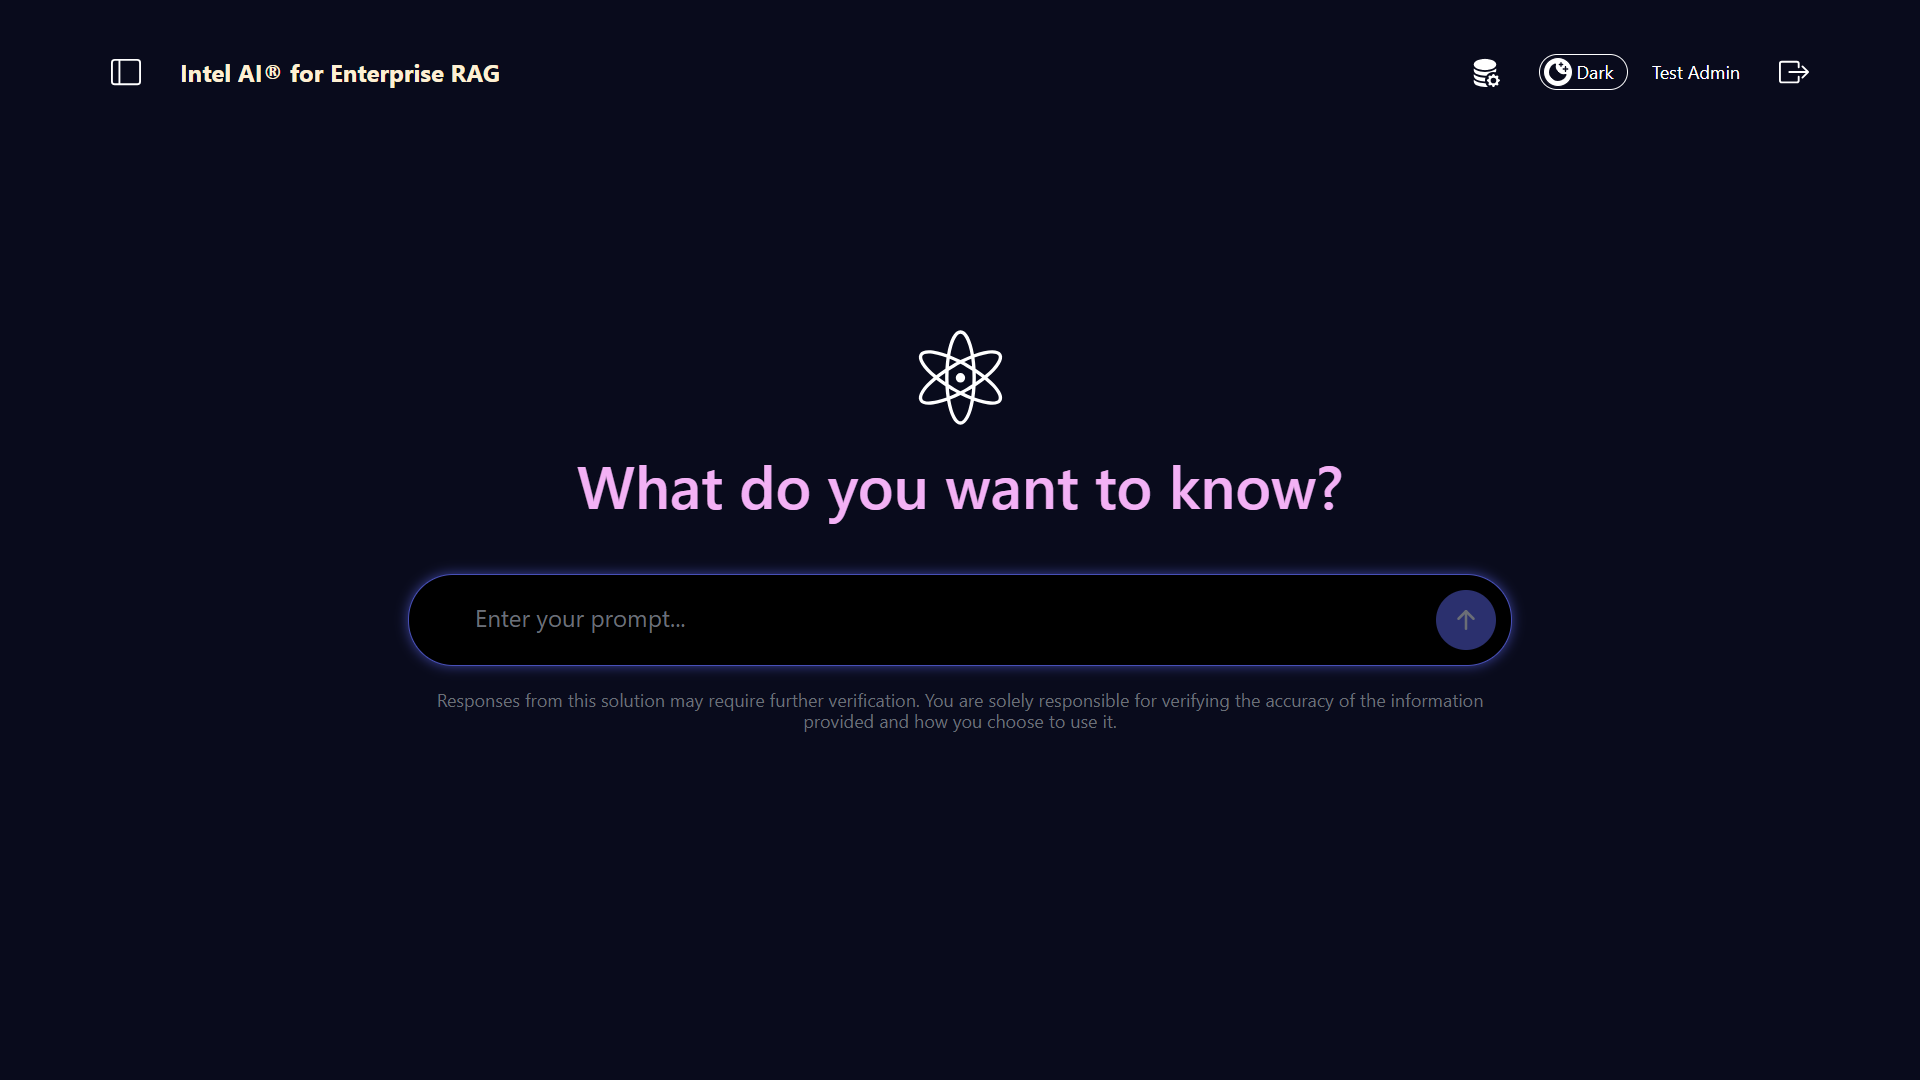 Intel AI® for Enterprise RAG
Dark
Test Admin
What do you want to know?
Enter your prompt...
Responses from this solution may require further verification. You are solely responsible for verifying the accuracy of the information
provided and how you choose to use it.